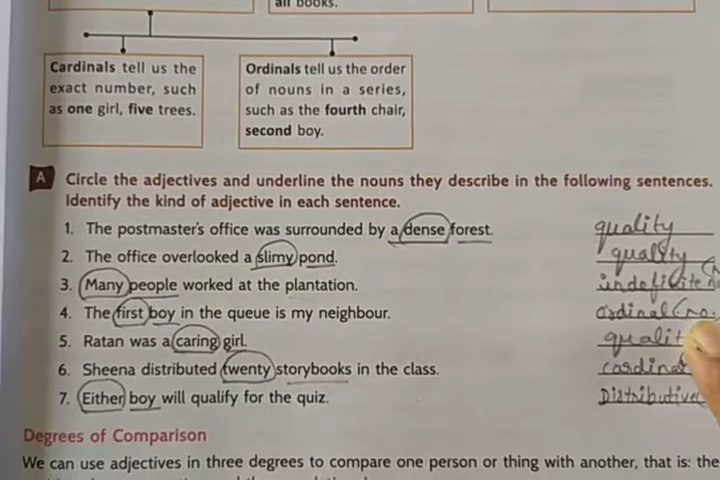 all books.
Cardinals tell us the
exact number, such
as one girl, five trees.
Ordinals tell us the order
of nouns in a series,
such as the fourth chair,
second boy.
A Circle the adjectives and underline the nouns they describe in the following sentences.
Identify the kind of adjective in each sentence.
1. The postmaster's office was surrounded by a dense forest. quality
2. The office overlooked a slimy pond. quality
3. Many people worked at the plantation. indefinite
4. The first boy in the queue is my neighbour. ordinal (no.
5. Ratan was a caring girl. qualit
6. Sheena distributed twenty storybooks in the class. cardinal
7. Either boy will qualify for the quiz. Distributive
Degrees of Comparison
We can use adjectives in three degrees to compare one person or thing with another, that is: the